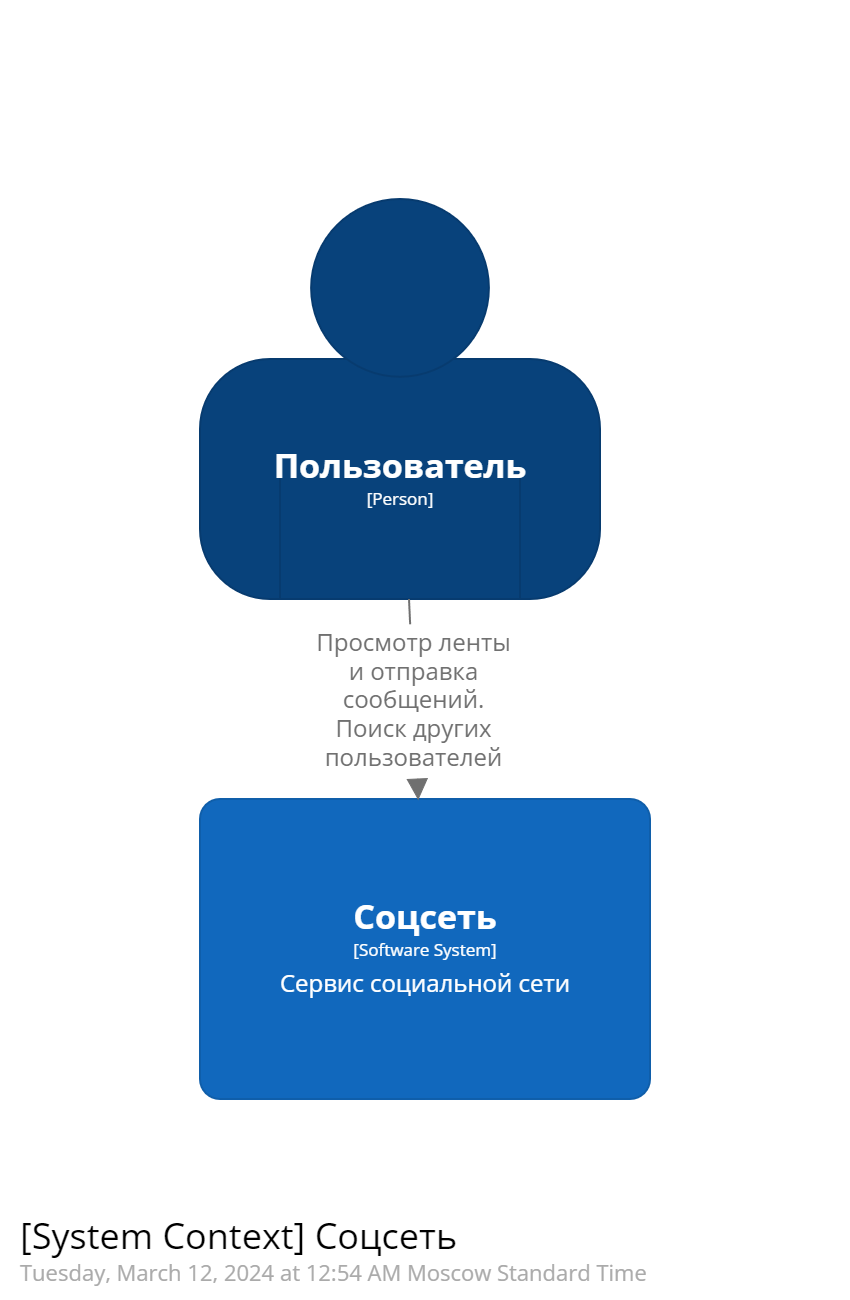 Пользователь
[Person]
Просмотр ленты
и отправка
сообщений.
Поиск других
пользователей
Соцсеть
[Software System]
Сервис социальной сети
[System Context] Соцсеть
Tuesday, March 12, 2024 at 12:54 AM Moscow Standard Time